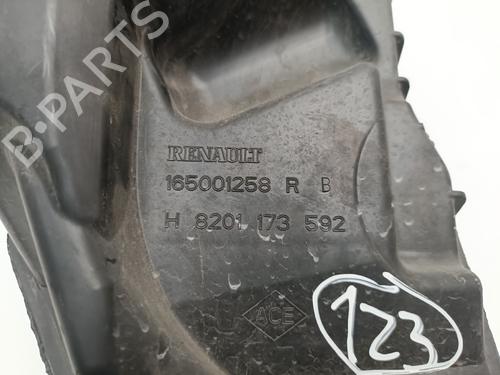 B-PARTS
RENAULT
165001258 R B
H 8201 173 592
ACE
123